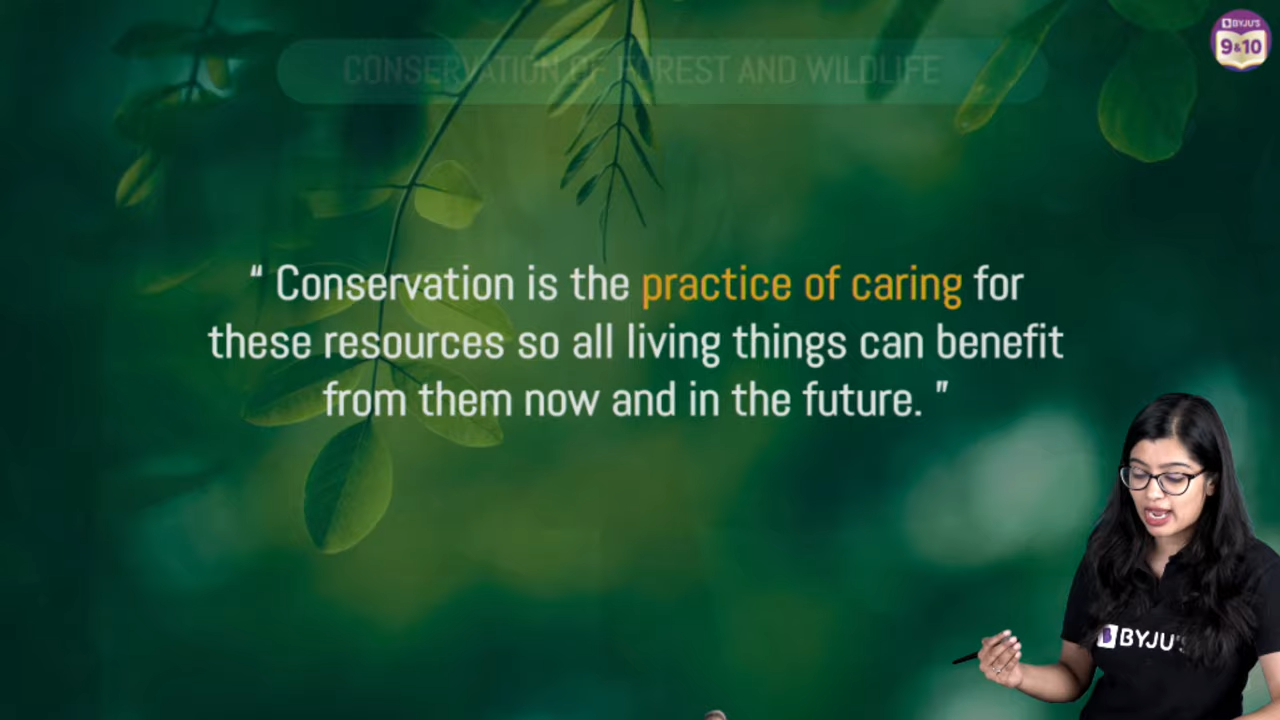 BYJU'S
9&10
CONSERVATION OF FOREST AND WILDLIFE
“ Conservation is the practice of caring for
these resources so all living things can benefit
from them now and in the future. ”
BYJU'S